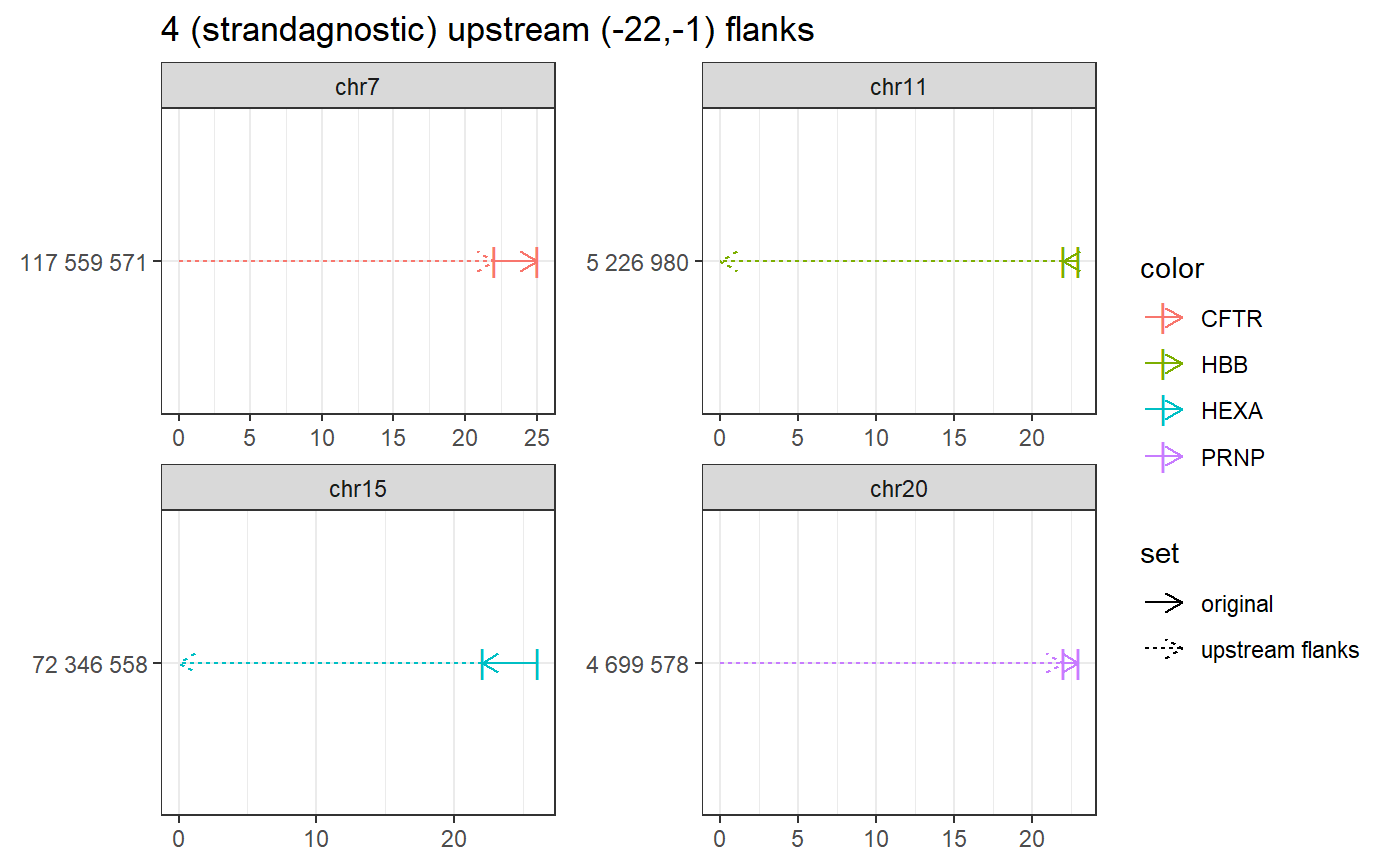 4 (strandagnostic) upstream (-22,-1) flanks
chr7
chr11
117 559 571
5 226 980
0 5 10 15 20 25
0 5 10 15 20
chr15
chr20
72 346 558
4 699 578
0 10 20
0 5 10 15 20
color
CFTR
HBB
HEXA
PRNP
set
original
upstream flanks